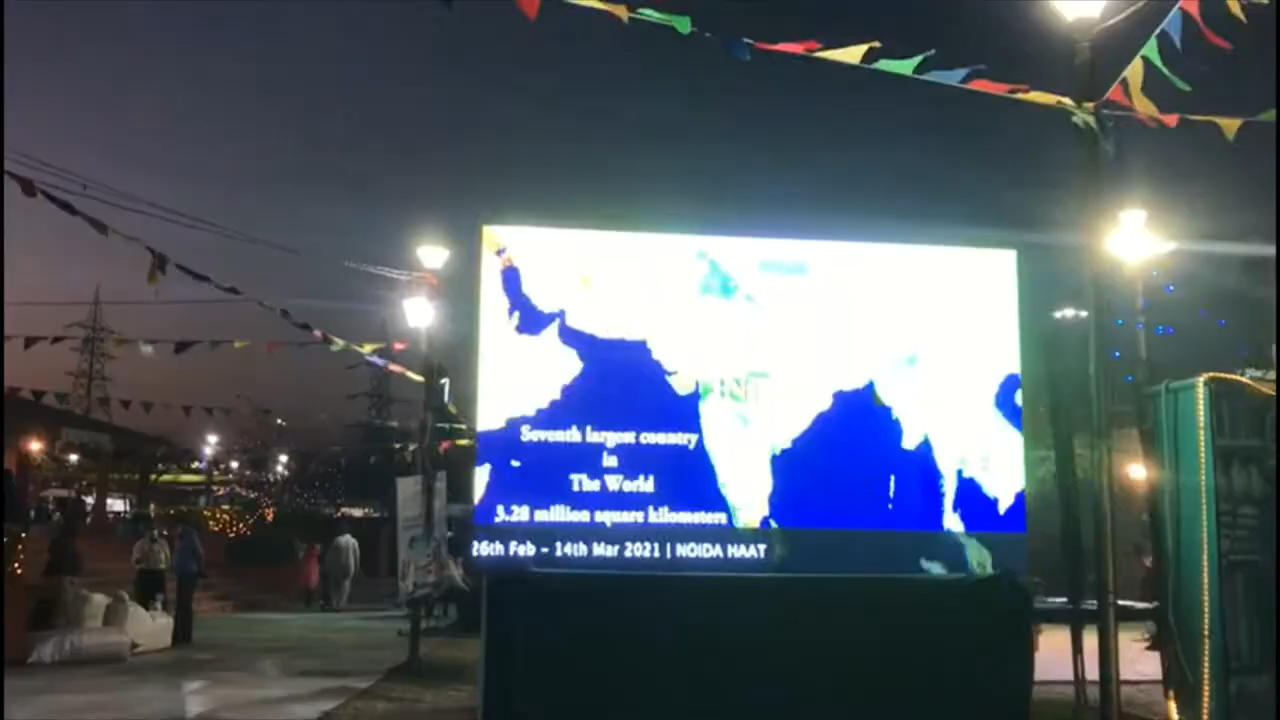 Seventh largest country
in
The World
3.28 million square kilometers
26th Feb - 14th Mar 2021 | NOIDA HAAT